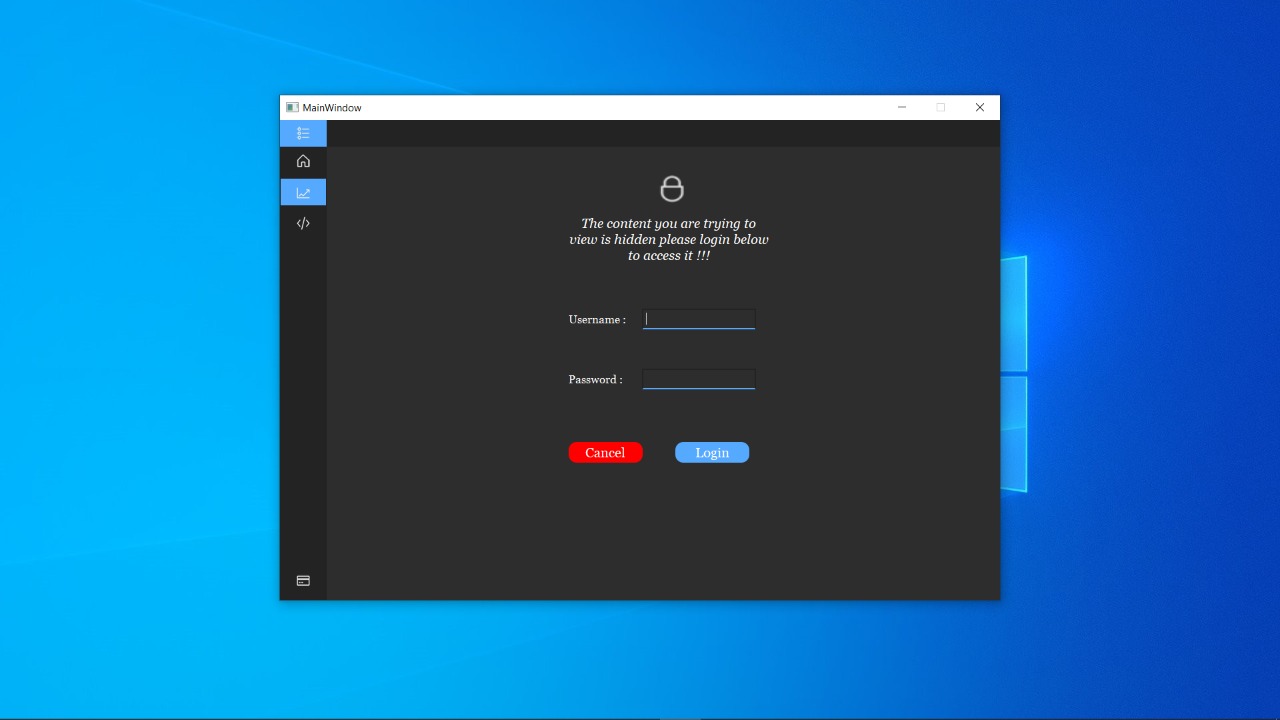 MainWindow
The content you are trying to
view is hidden please login below
to access it !!!
Username :
Password :
Cancel
Login